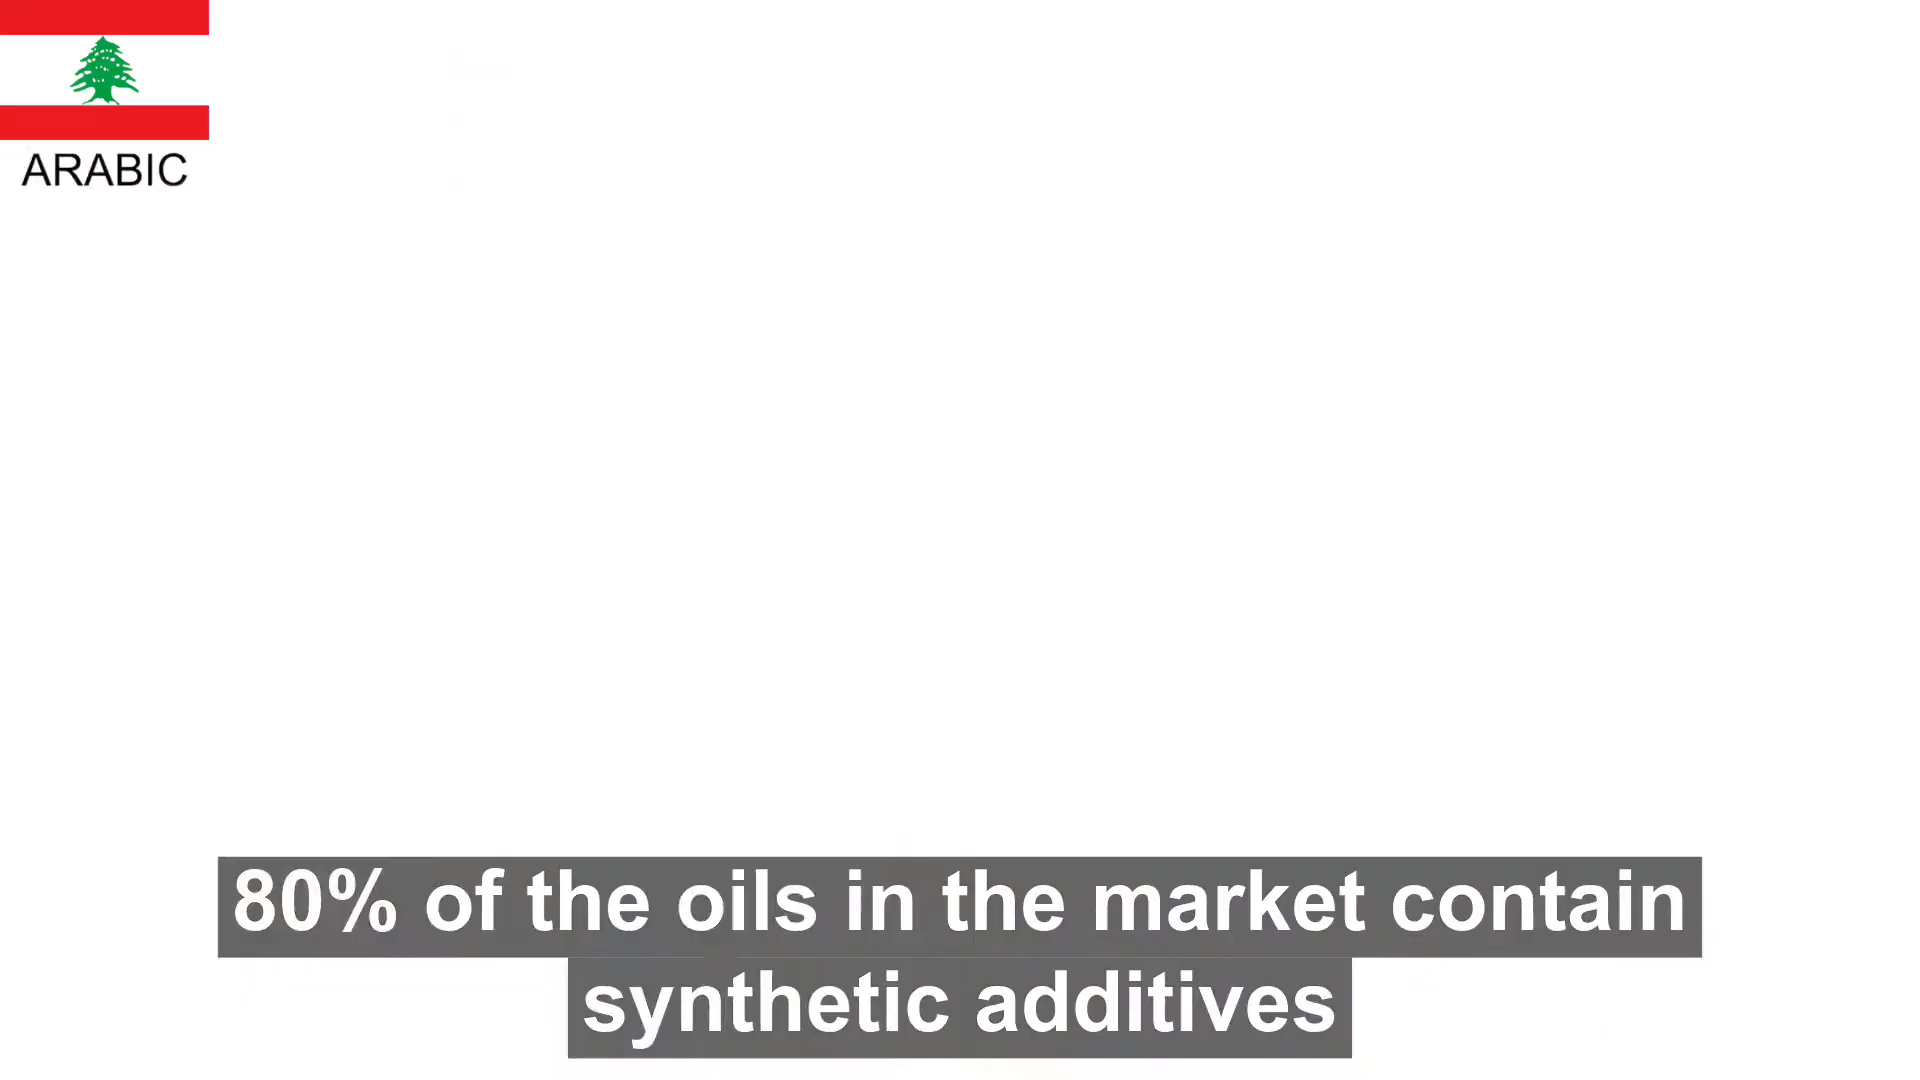 ARABIC
80% of the oils in the market contain
synthetic additives